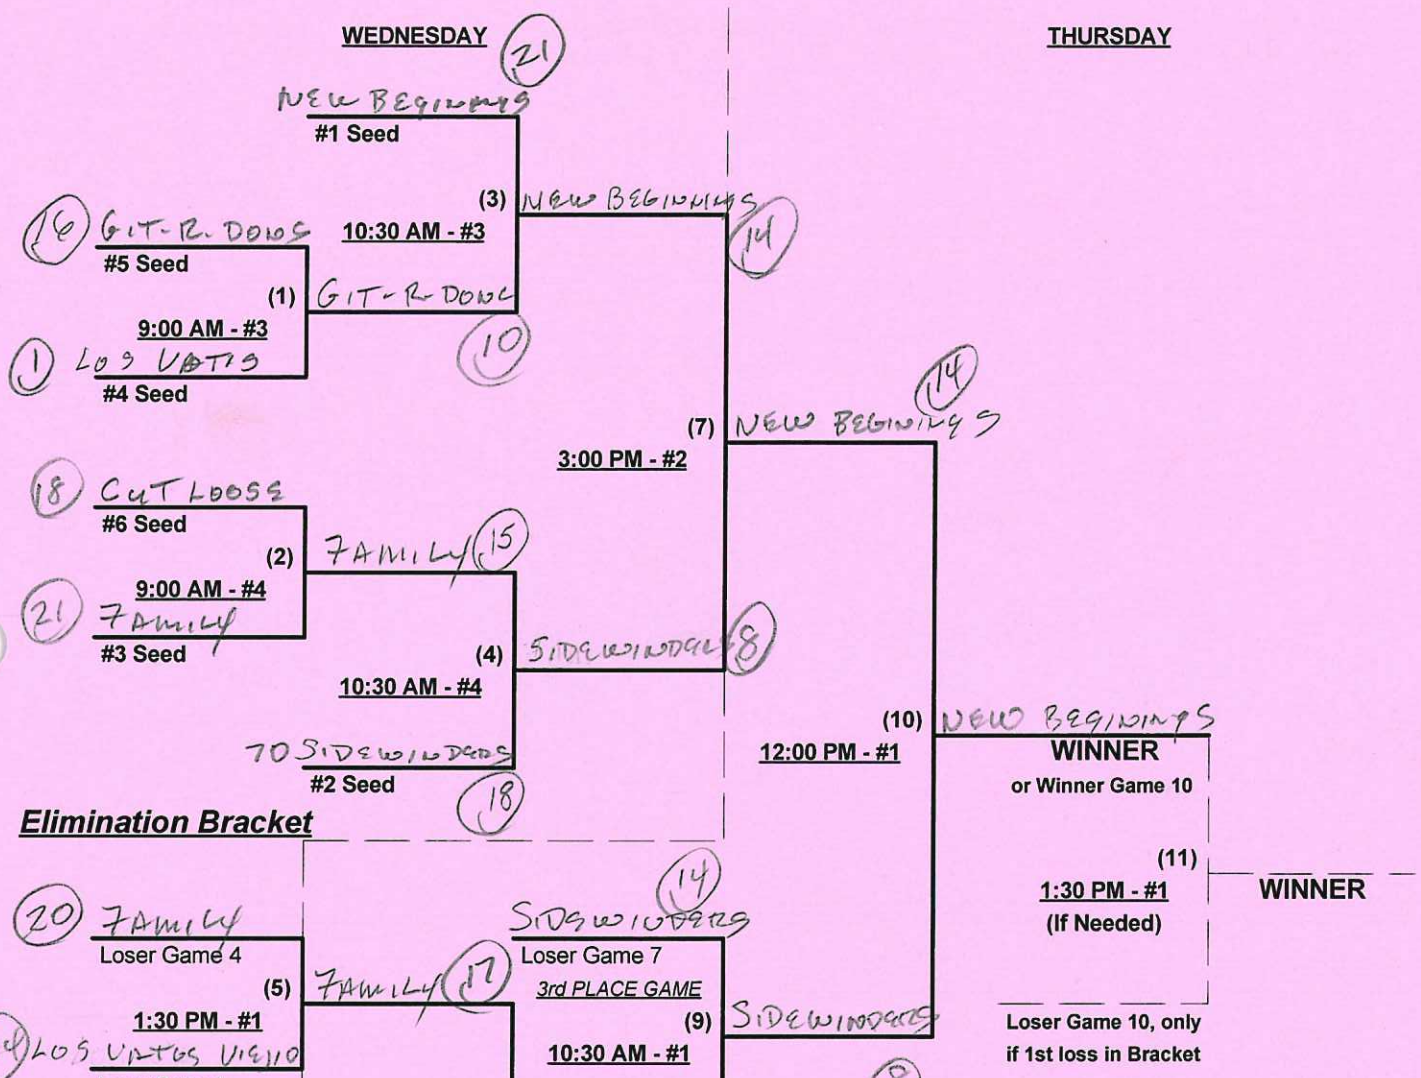 WEDNESDAY
THURSDAY
21
NEW BEGINNINGS
#1 Seed
(3)
NEW BEGINNINGS
16
GIT-R-DONS
10:30 AM - #3
14
#5 Seed
(1)
GIT-R-DONE
9:00 AM - #3
1
LOS VATIS
10
#4 Seed
14
(7)
NEW BEGININGS
3:00 PM - #2
18
CUT LOOSE
#6 Seed
(2)
FAMILY
15
9:00 AM - #4
21
FAMILY
#3 Seed
(4)
SIDEWINDERS
8
10:30 AM - #4
(10)
NEW BEGININGS
70 SIDEWINDERS
12:00 PM - #1
WINNER
#2 Seed
18
or Winner Game 10
Elimination Bracket
(11)
14
1:30 PM - #1
WINNER
20
FAMILY
SIDEWINDERS
(If Needed)
Loser Game 4
Loser Game 7
(5)
FAMILY
17
3rd PLACE GAME
1:30 PM - #1
(9)
SIDEWINDERS
Loser Game 10, only
LOS VATOS VIEJO
10:30 AM - #1
if 1st loss in Bracket